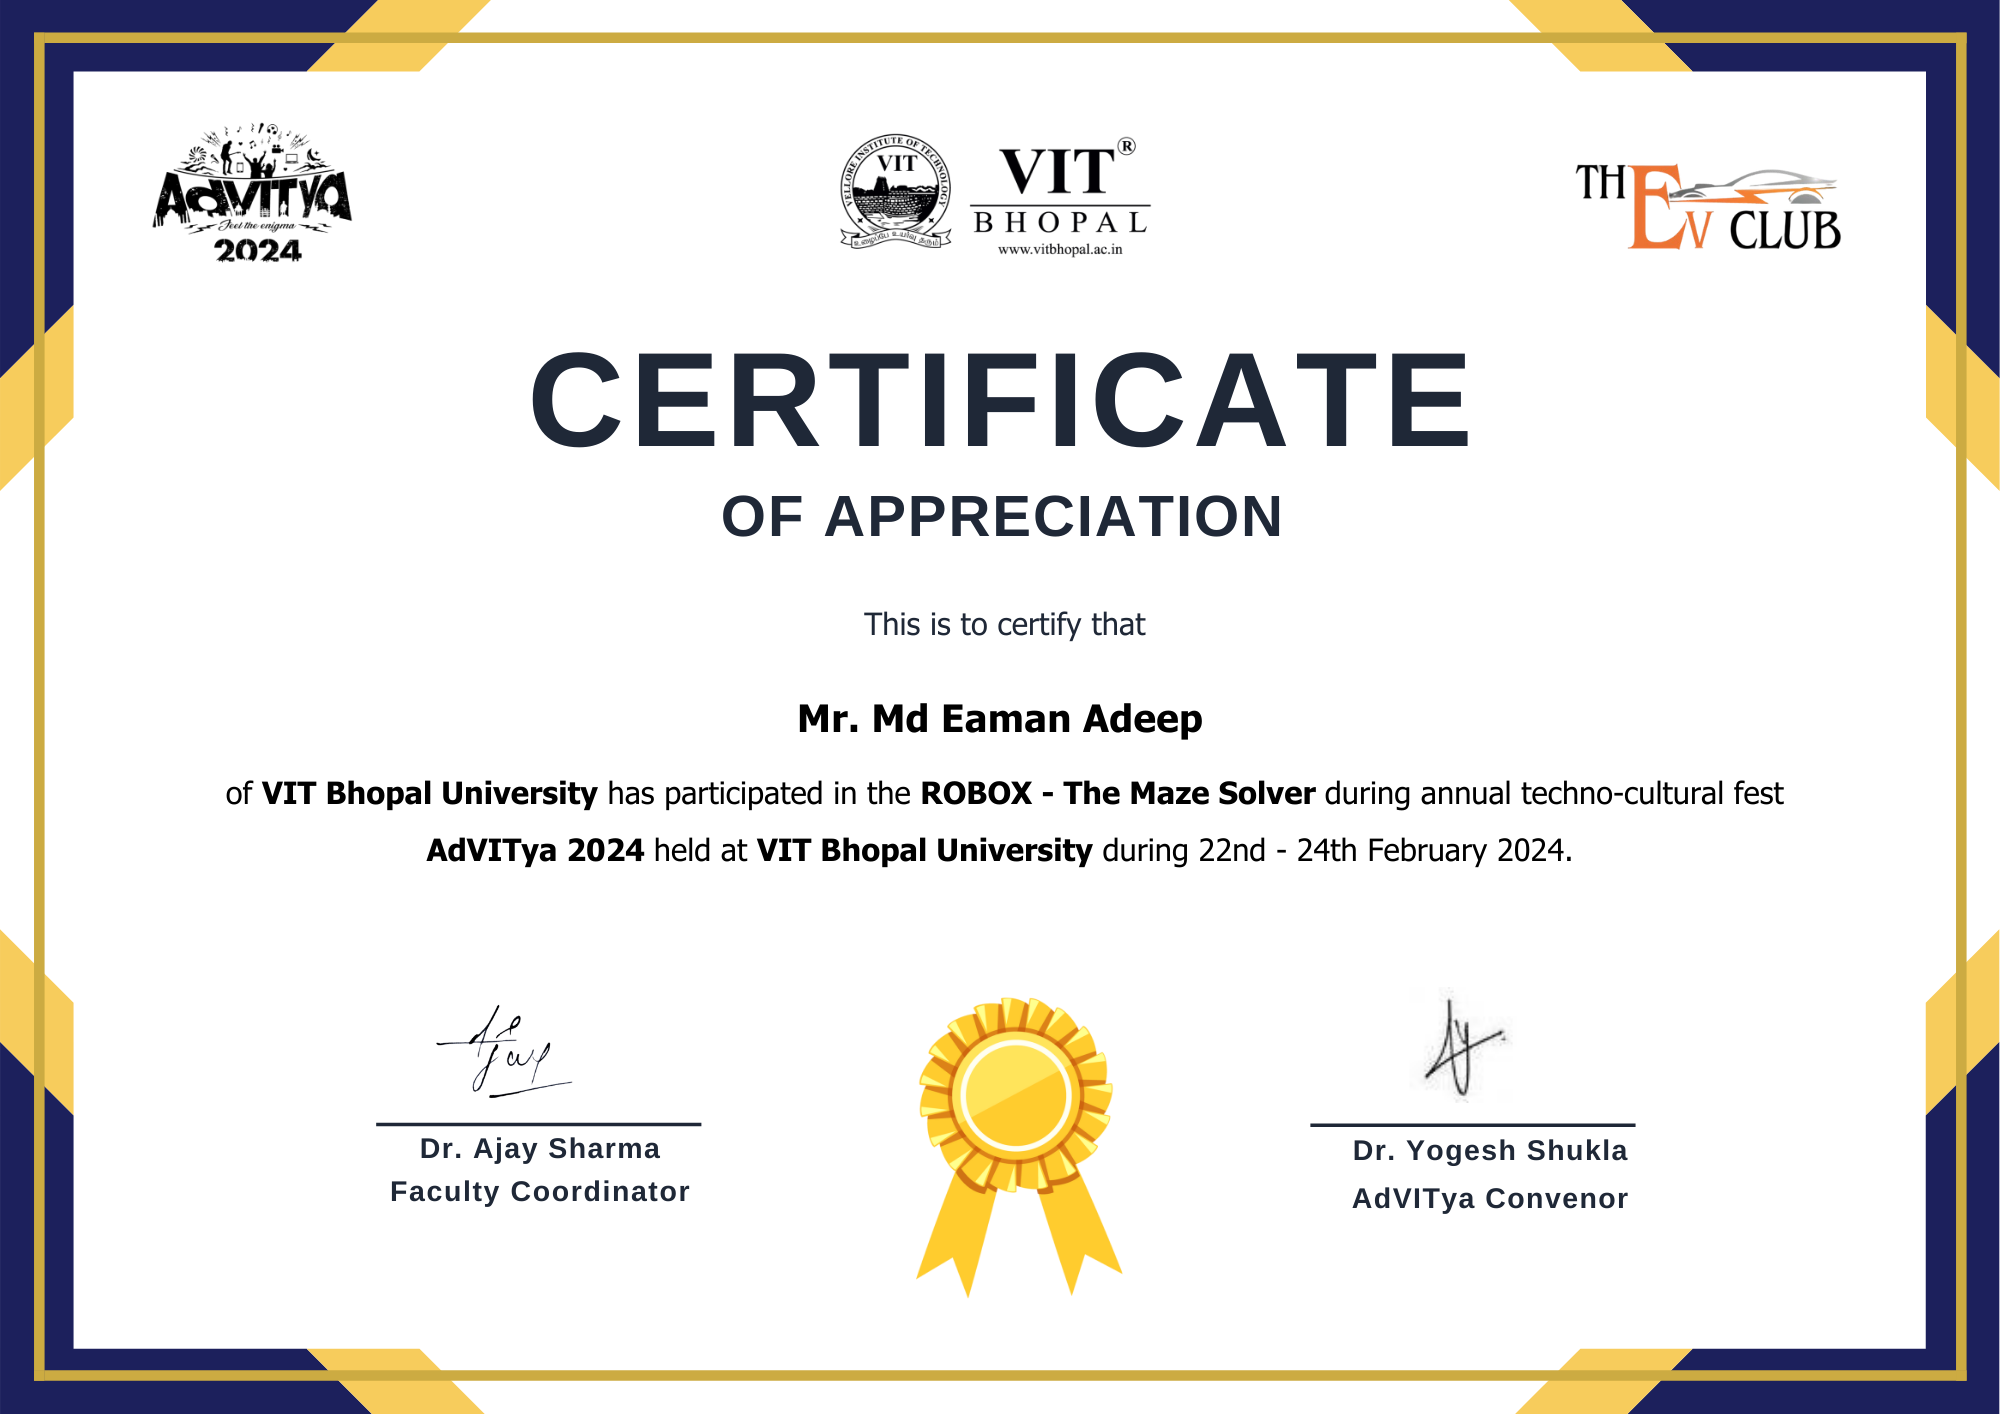 AdVITya
Feel the enigma
2024
VELLORE INSTITUTE OF TECHNOLOGY
VIT
VIT®
BHOPAL
www.vitbhopal.ac.in
THE EV CLUB
CERTIFICATE
OF APPRECIATION
This is to certify that
Mr. Md Eaman Adeep
of VIT Bhopal University has participated in the ROBOX - The Maze Solver during annual techno-cultural fest
AdVITya 2024 held at VIT Bhopal University during 22nd - 24th February 2024.
Ajay
Dr. Ajay Sharma
Faculty Coordinator
Dr. Yogesh Shukla
AdVITya Convenor